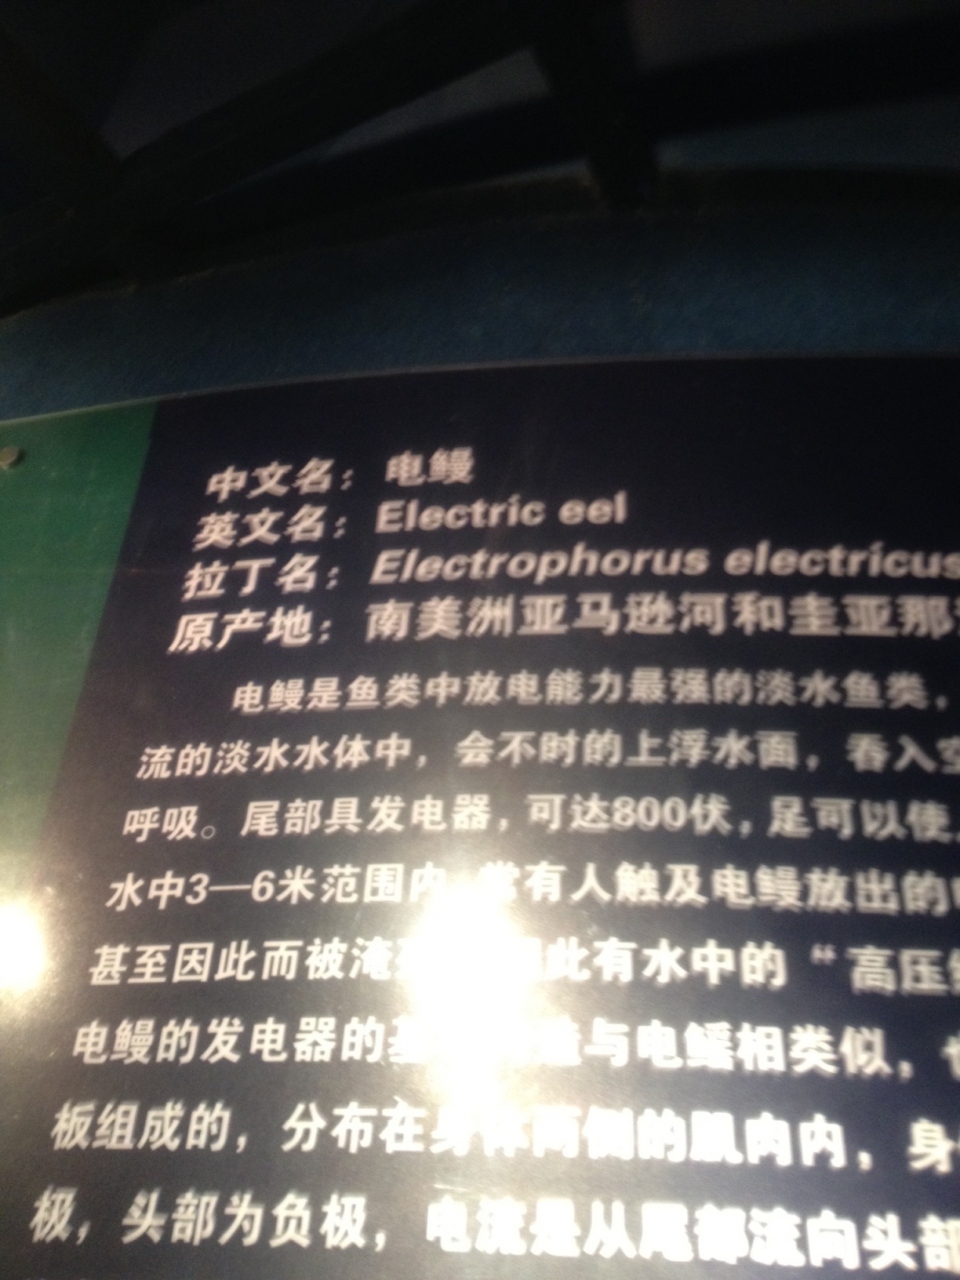 中文名：电鳗
英文名：Electric eel
拉丁名：Electrophorus electricus
原产地：南美洲亚马逊河和圭亚那
电鳗是鱼类中放电能力最强的淡水鱼类，
流的淡水水体中，会不时的上浮水面，吞入空
呼吸。尾部具发电器，可达800伏，足可以使
水中3—6米范围内 常有人触及电鳗放出的
甚至因此而被淹 此有水中的“高压
电鳗的发电器的基 与电鳐相类似，
板组成的，分布在身体两侧的肌肉内，身
极，头部为负极，电流是从尾部流向头部